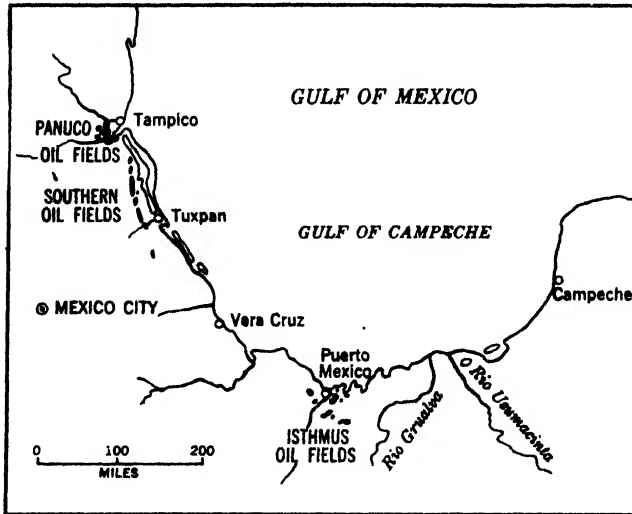 GULF OF MEXICO
Tampico
PANUCO
OIL FIELDS
SOUTHERN
OIL FIELDS
Tuxpan
GULF OF CAMPECHE
Campeche
MEXICO CITY
Vera Cruz
Puerto
Mexico
ISTHMUS
OIL FIELDS
Rio Grualva
Rio Usumacinta
0 100 200
MILES